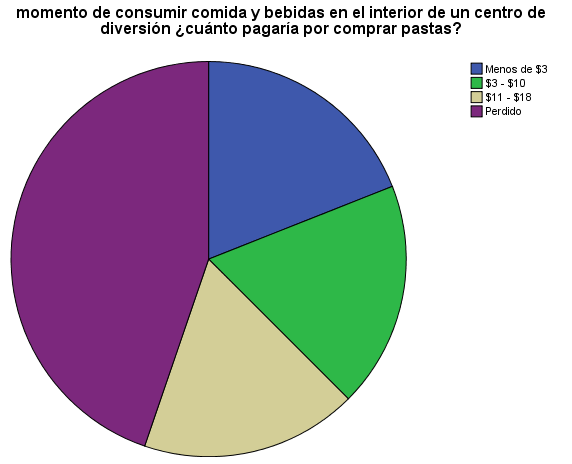 momento de consumir comida y bebidas en el interior de un centro de
diversión ¿cuánto pagaría por comprar pastas?
Menos de $3
$3 - $10
$11 - $18
Perdido